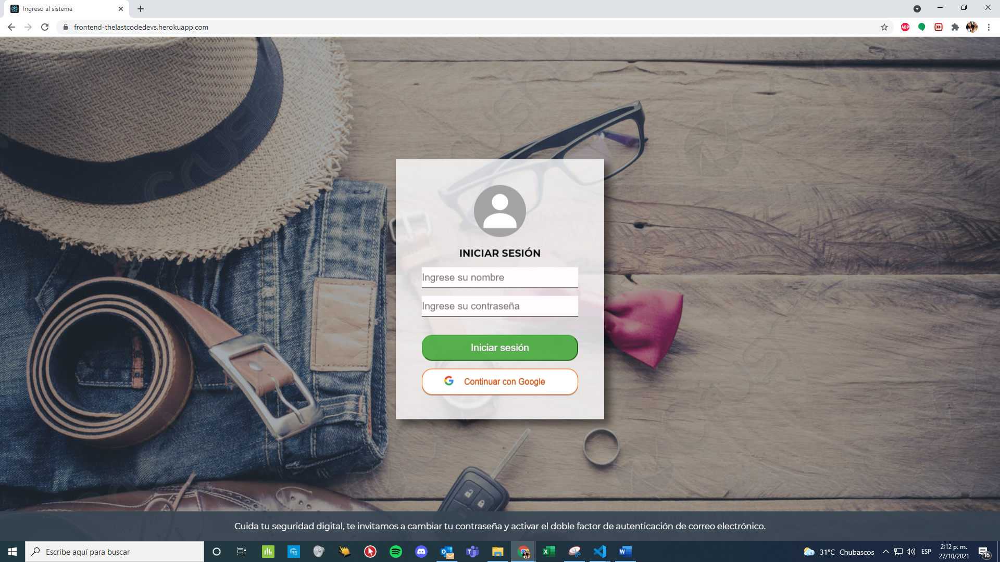 Ingreso al sistema
frontend-thelastcodedevs.herokuapp.com
ABP
INICIAR SESIÓN
Ingrese su nombre
Ingrese su contraseña
Iniciar sesión
Continuar con Google
Cuida tu seguridad digital, te invitamos a cambiar tu contraseña y activar el doble factor de autenticación de correo electrónico.
Escribe aquí para buscar
31°C Chubascos
ESP
2:12 p. m.
27/10/2021
16